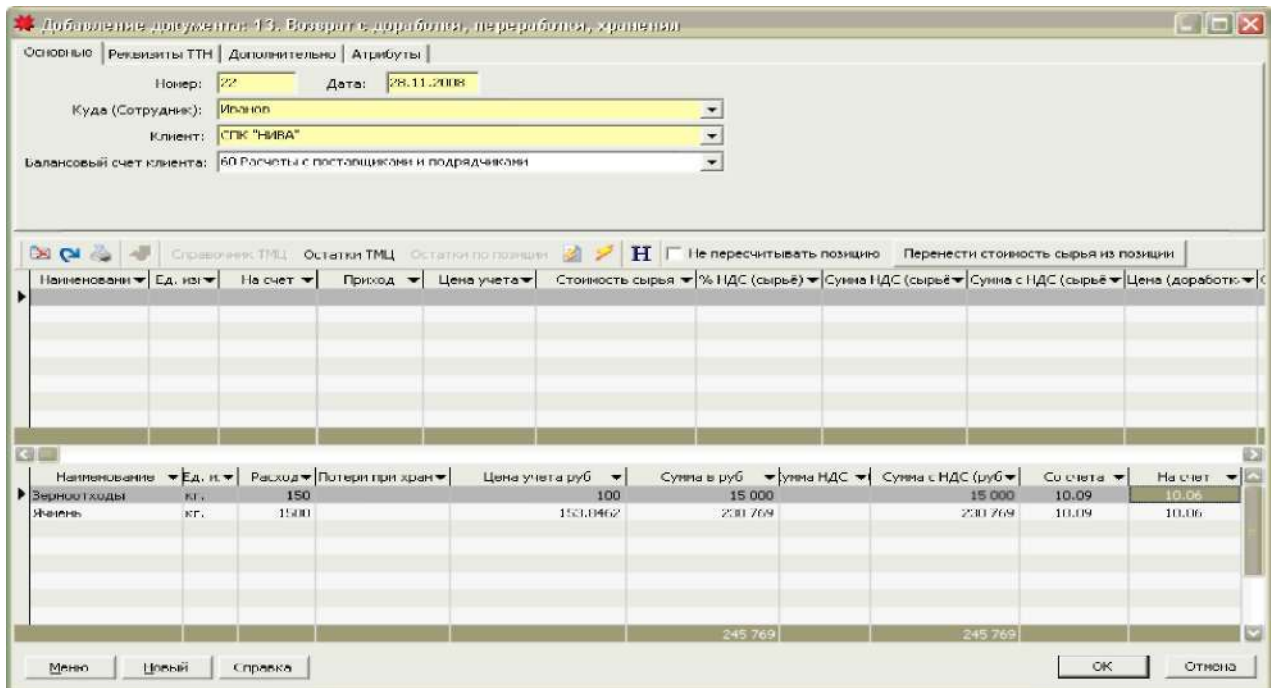 Добавление документа: 13. Возврат с доработки, переработки, хранения
Основные Реквизиты ТТН Дополнительно Атрибуты
Номер: 22 Дата: 28.11.2008
Куда (Сотрудник): Иванов
Клиент: СПК "НИВА"
Балансовый счет клиента: 60 Расчеты с поставщиками и подрядчиками
Справочник ТМЦ Остатки ТМЦ Остатки по позиции Н Не пересчитывать позицию Перенести стоимость сырья из позиции
Наименовани Ед. изм На счет Приход Цена учета Стоимость сырья % НДС (сырьё) Сумма НДС (сырьё Сумма с НДС (сырьё Цена (доработк
Наименование Ед. и Расход Потери при хран Цена учета руб Сумма в руб умма НДС Сумма с НДС (руб Со счета На счет
Зерноотходы кг. 150 100 15 000 15 000 10.09 10.06
Ячмень кг. 1500 153.8462 230 769 230 769 10.09 10.06
245 769 245 769
Меню Новый Справка ОК Отмена